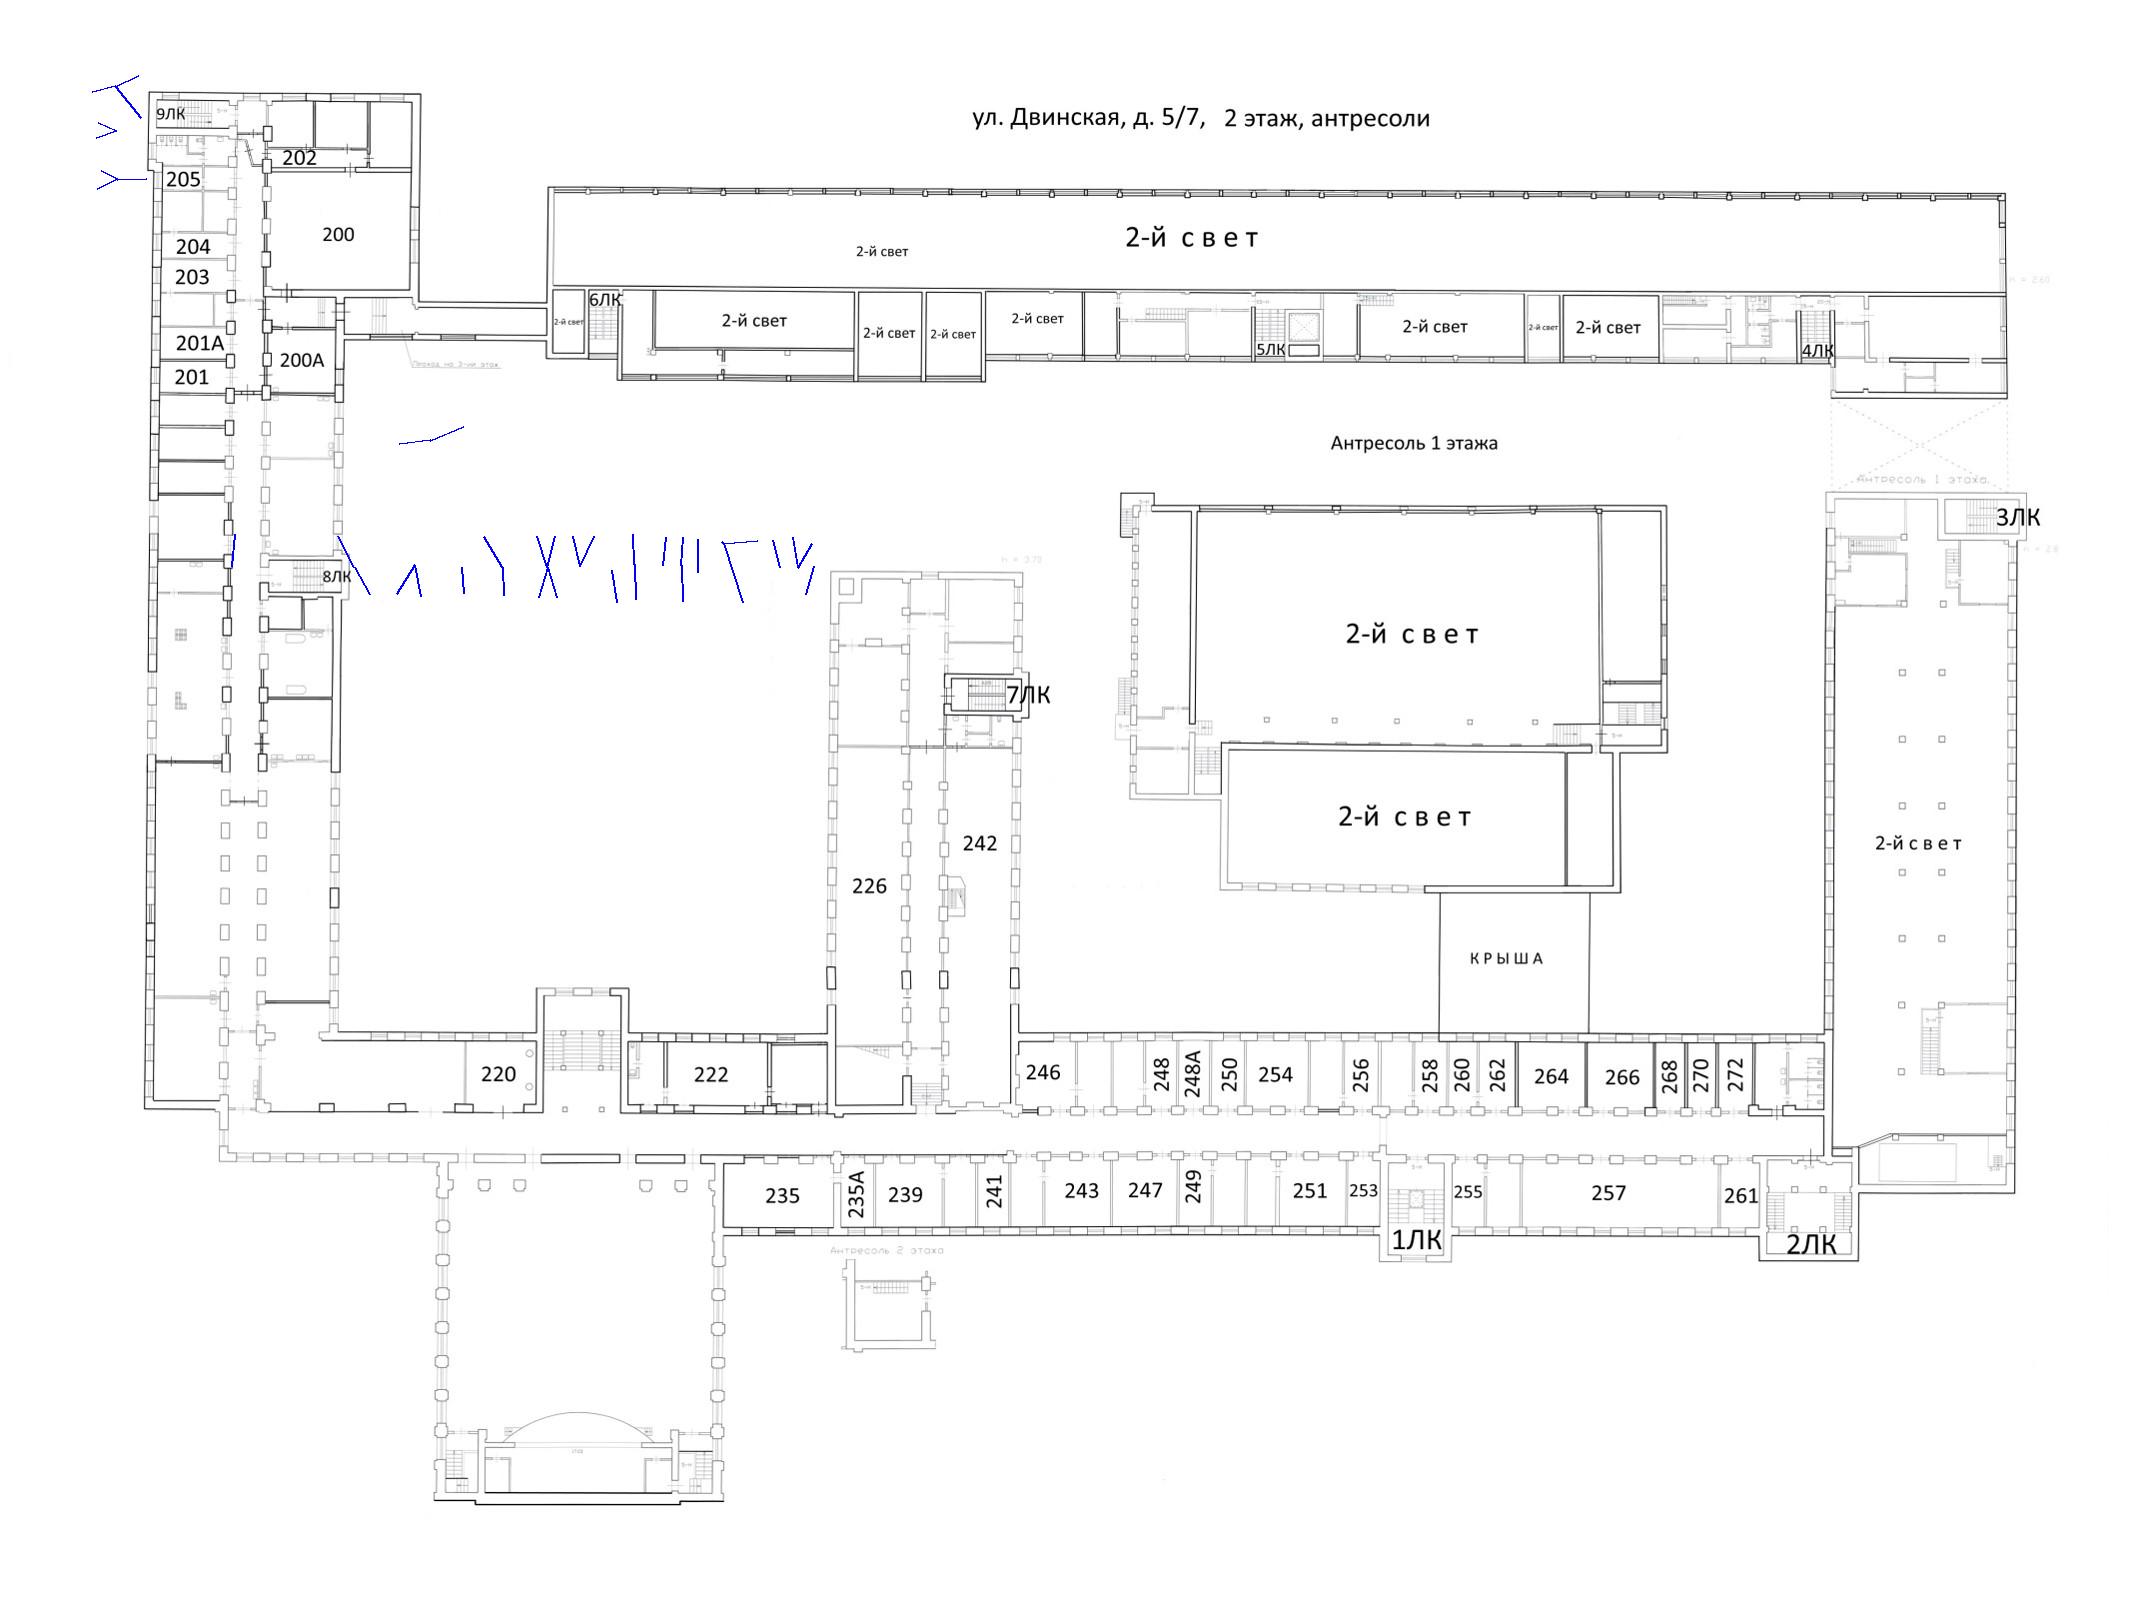 ул. Двинская, д. 5/7, 2 этаж, антресоли
9ЛК
202
205
200
204
203
201А
200А
201
2-й свет
2-й свет
2-й свет
6ЛК
2-й свет
2-й свет
2-й свет
2-й свет
5ЛК
2-й свет
2-й свет
2-й свет
4ЛК
Проход на 3-ий этаж
h = 2.60
Антресоль 1 этажа
Антресоль 1 этажа.
3ЛК
h = 2.8
h = 3.70
8ЛК
2-й свет
7ЛК
2-й свет
242
226
2-й свет
КРЫША
220
222
246
248
248А
250
254
256
258
260
262
264
266
268
270
272
235
235А
239
241
243
247
249
251
253
255
257
261
1ЛК
2ЛК
Антресоль 2 этажа